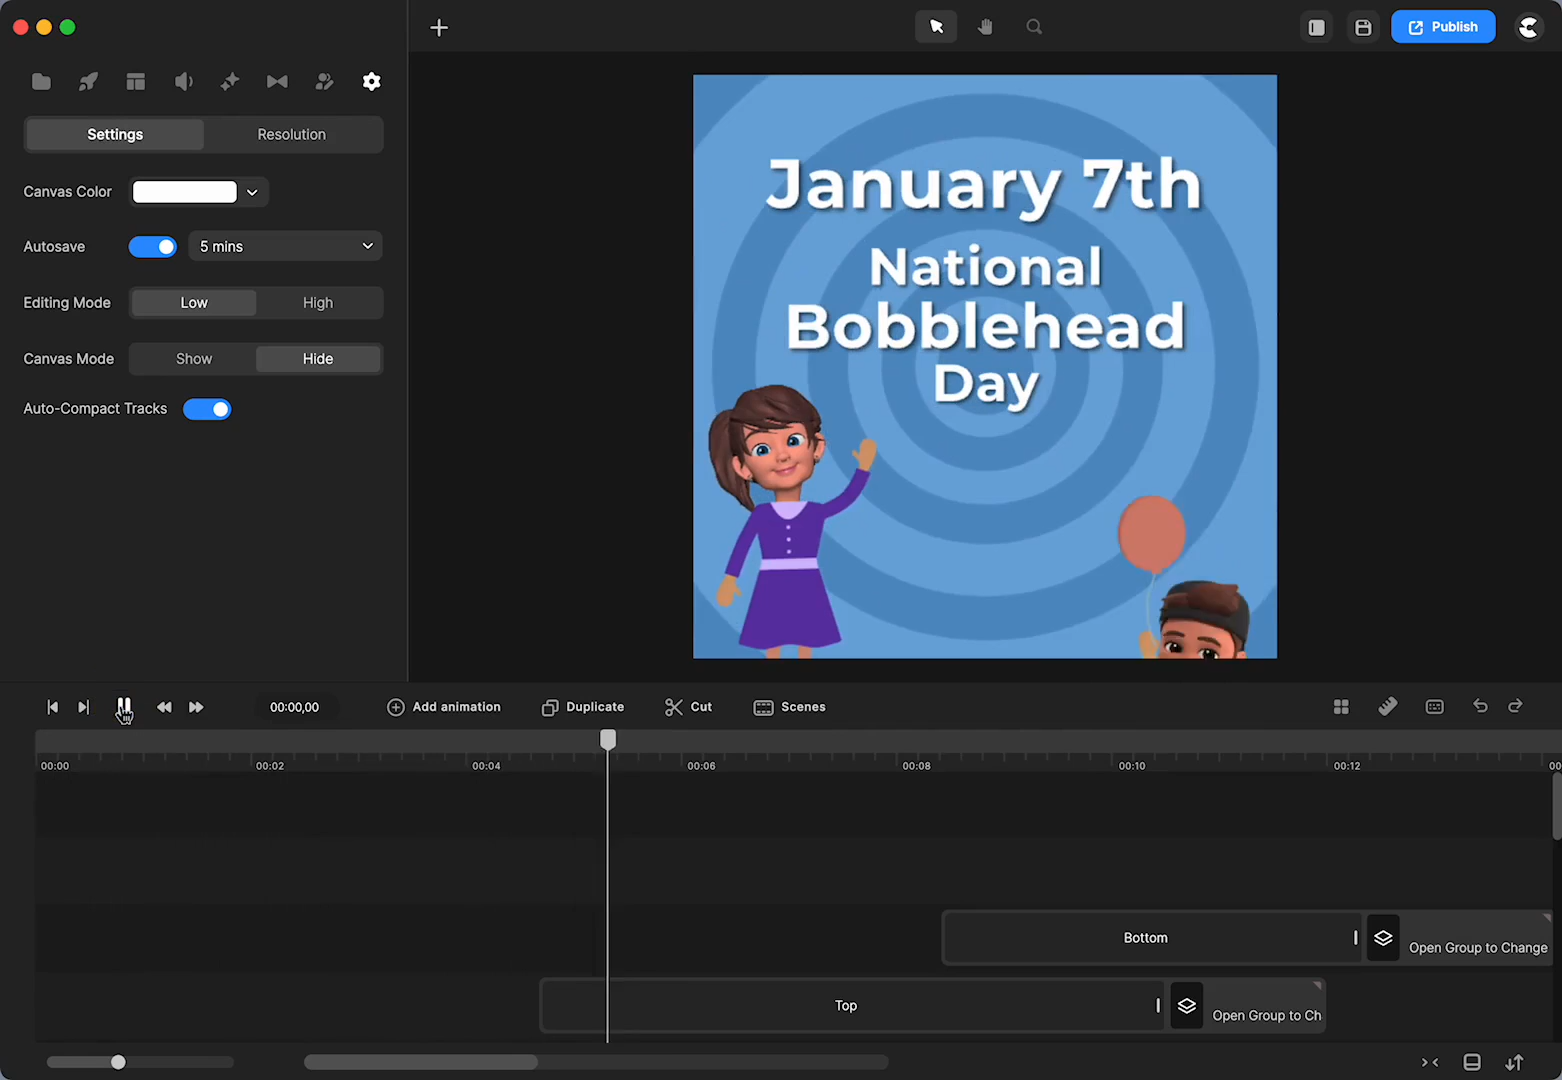 Publish
Settings
Resolution
Canvas Color
Autosave
5 mins
Editing Mode
Low
High
Canvas Mode
Show
Hide
Auto-Compact Tracks
January 7th
National
Bobblehead
Day
00:00,00
Add animation
Duplicate
Cut
Scenes
00:00
00:02
00:04
00:06
00:08
00:10
00:12
00
Bottom
Open Group to Change
Top
Open Group to Ch